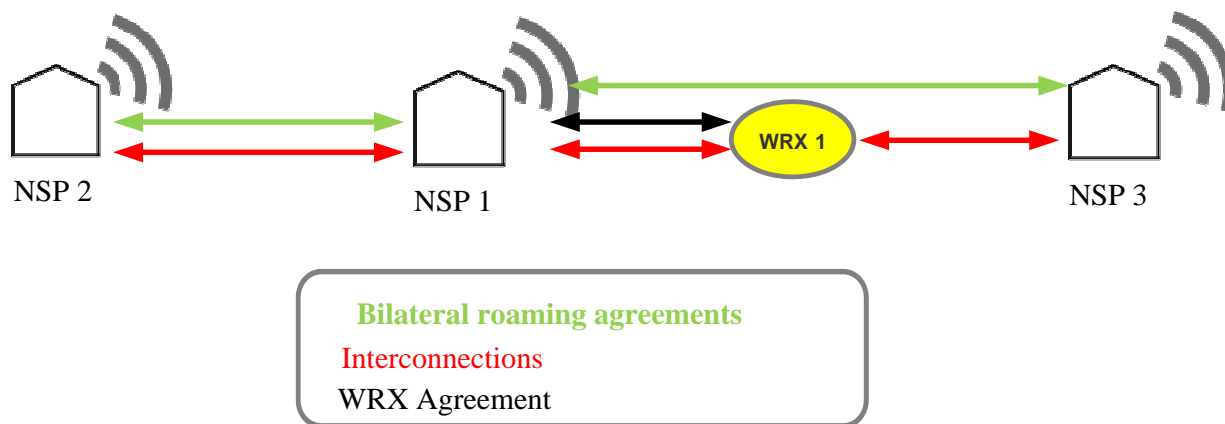 WRX 1
NSP 2
NSP 1
NSP 3
Bilateral roaming agreements
Interconnections
WRX Agreement